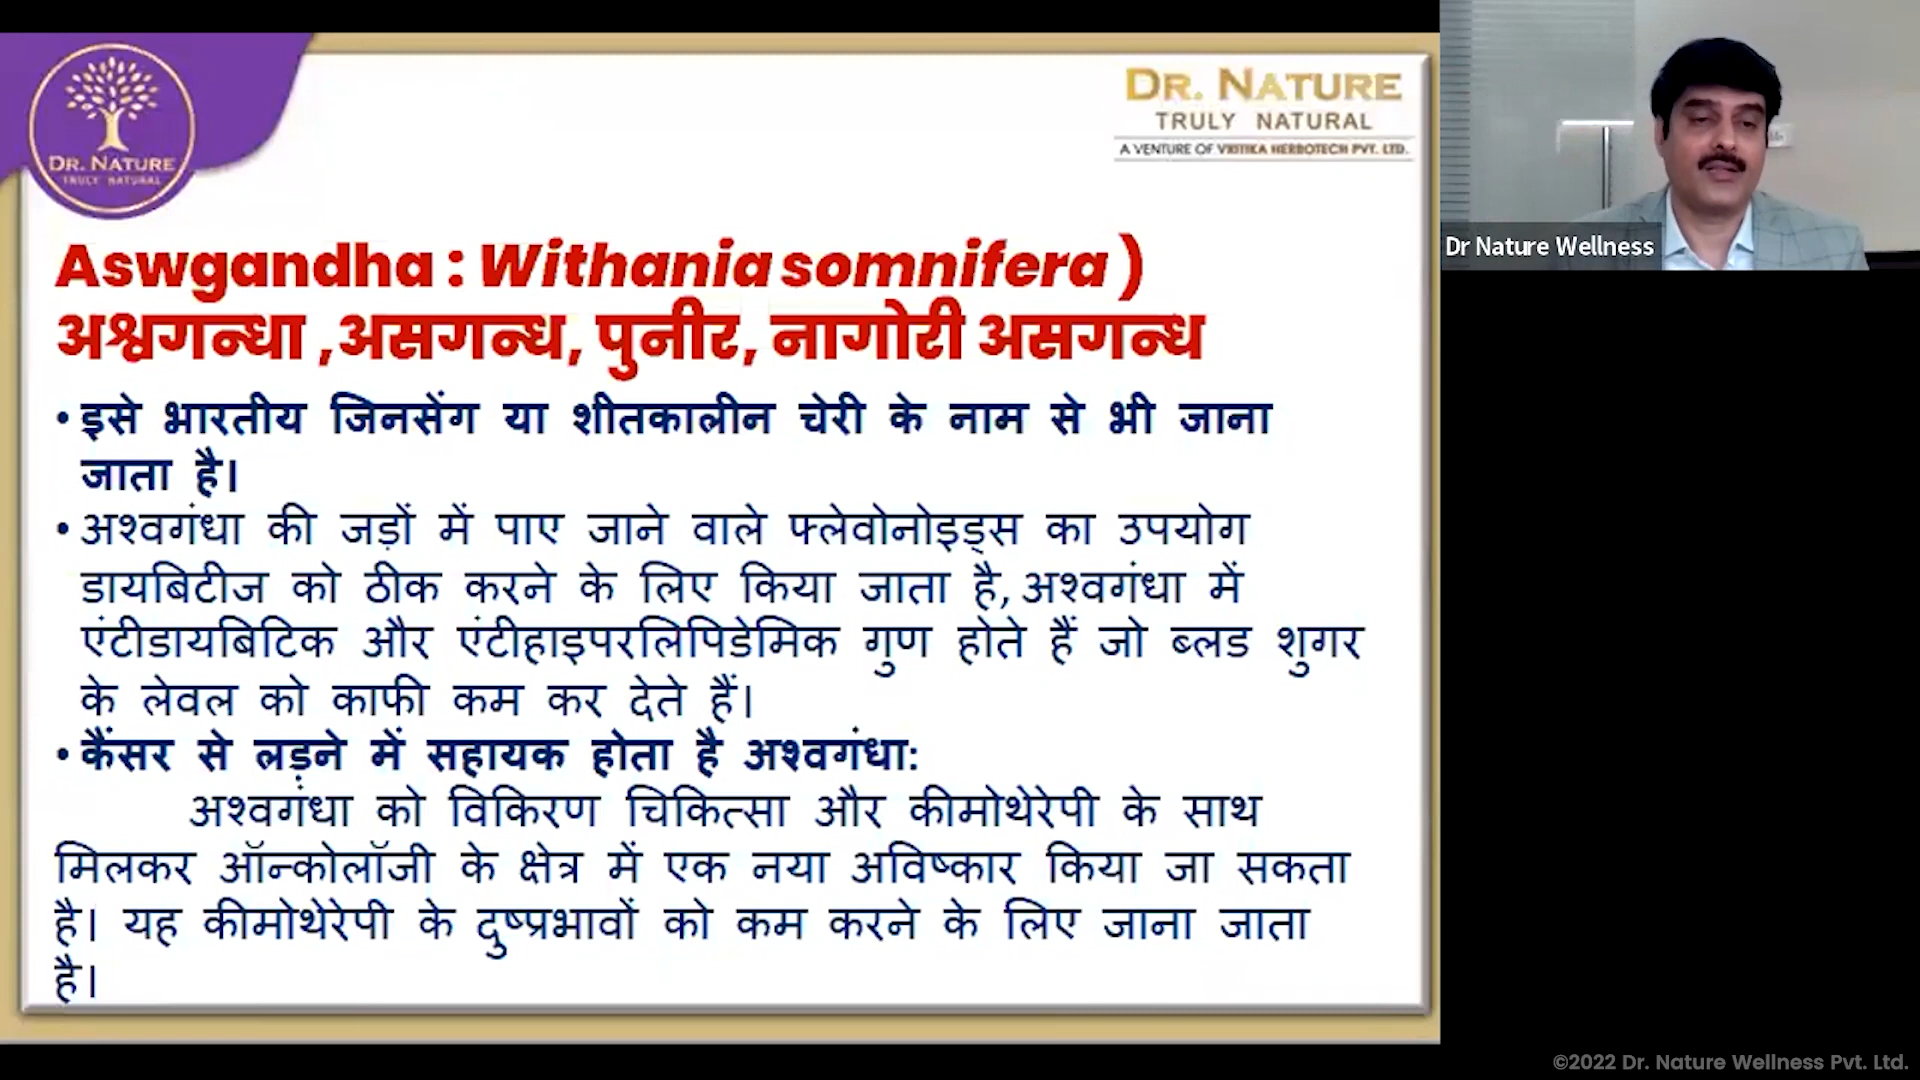 DR. NATURE
TRULY NATURAL
DR. NATURE
TRULY NATURAL
A VENTURE OF VRITIKA HERBOTECH PVT. LTD.
Dr Nature Wellness
Aswgandha : Withania somnifera )
अश्वगन्धा ,असगन्ध, पुनीर, नागोरी असगन्ध
• इसे भारतीय जिनसेंग या शीतकालीन चेरी के नाम से भी जाना
जाता है।
• अश्वगंधा की जड़ों में पाए जाने वाले फ्लेवोनोइड्स का उपयोग
डायबिटीज को ठीक करने के लिए किया जाता है, अश्वगंधा में
एंटीडायबिटिक और एंटीहाइपरलिपिडेमिक गुण होते हैं जो ब्लड शुगर
के लेवल को काफी कम कर देते हैं।
• कैंसर से लड़ने में सहायक होता है अश्वगंधा:
अश्वगंधा को विकिरण चिकित्सा और कीमोथेरेपी के साथ
मिलकर ऑन्कोलॉजी के क्षेत्र में एक नया अविष्कार किया जा सकता
है। यह कीमोथेरेपी के दुष्प्रभावों को कम करने के लिए जाना जाता
है।
©2022 Dr. Nature Wellness Pvt. Ltd.